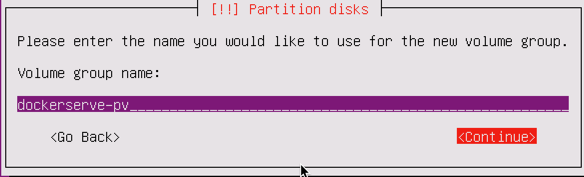 [!!] Partition disks
Please enter the name you would like to use for the new volume group.
Volume group name:
dockerserve-pv
<Go Back> <Continue>